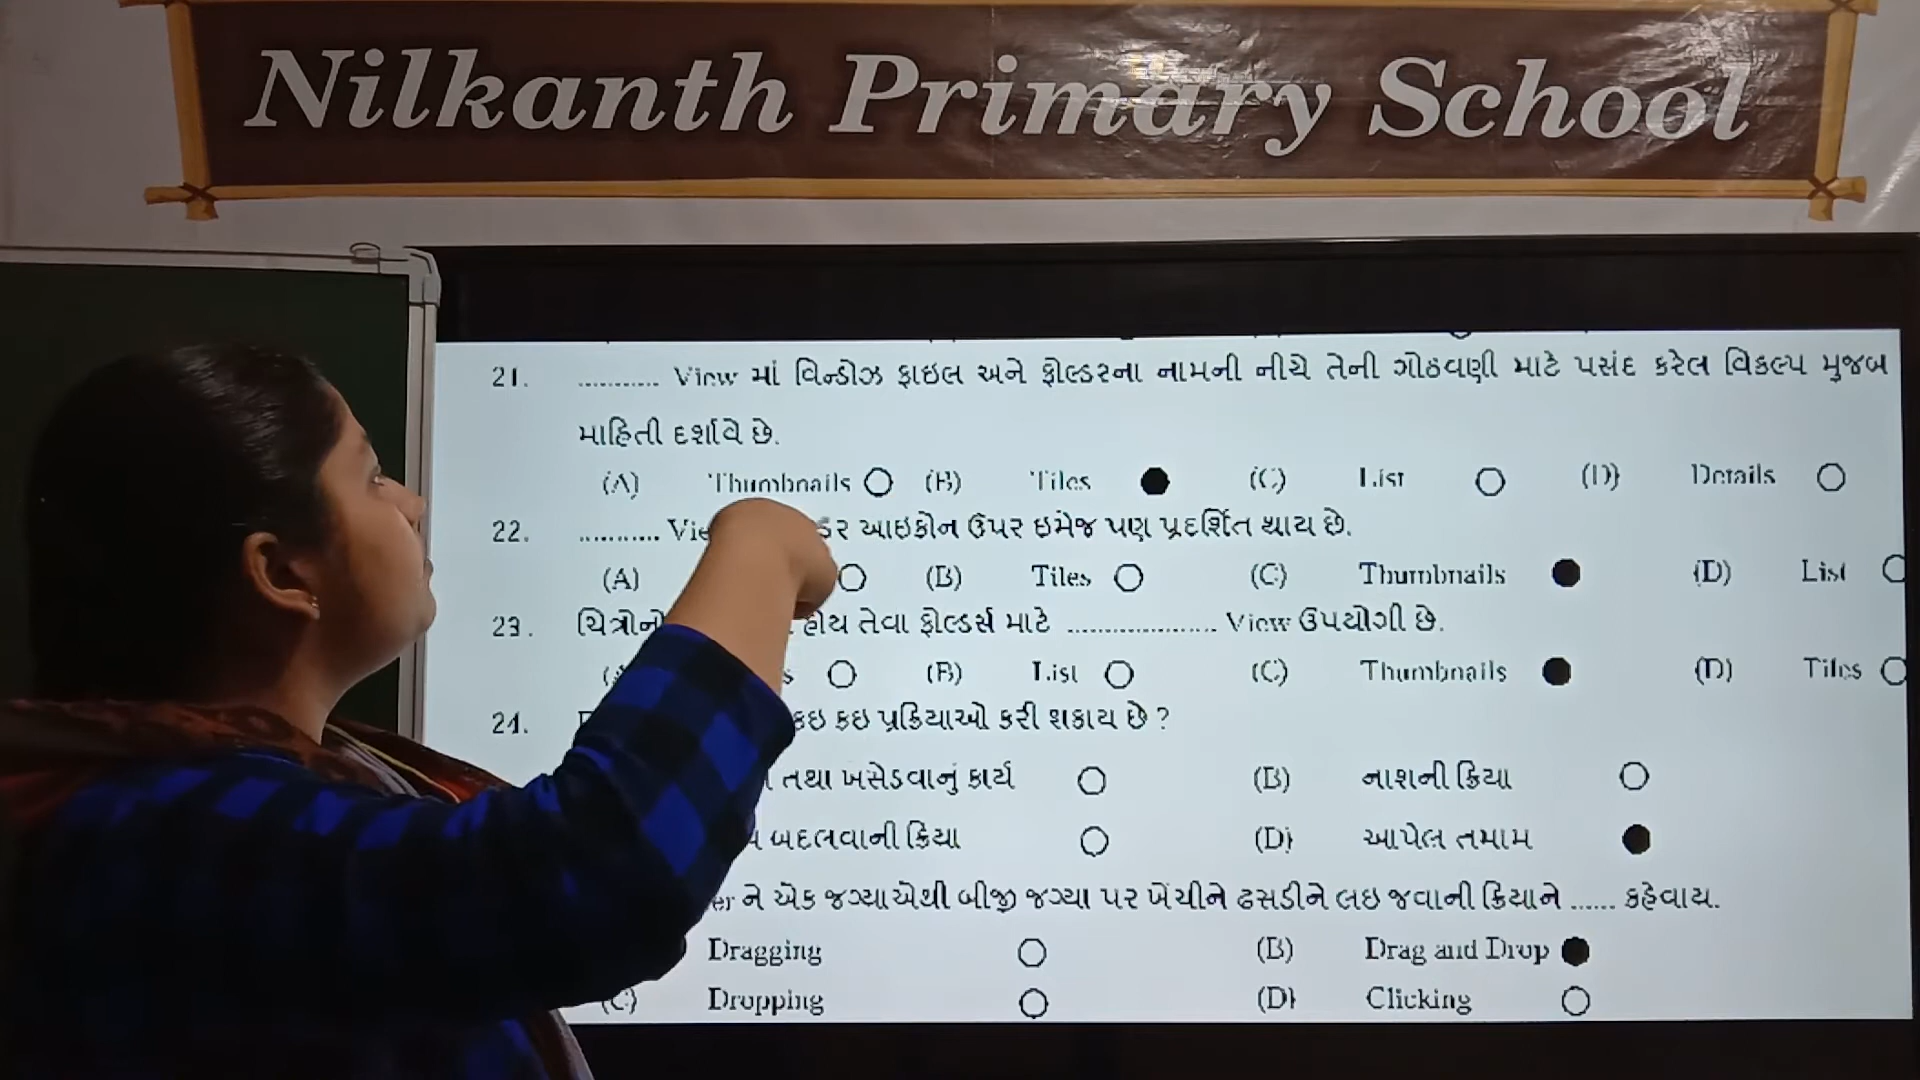 Nilkanth Primary School
21. ........... View માં વિન્ડોઝ ફાઇલ અને ફોલ્ડરના નામની નીચે તેની ગોઠવણી માટે પસંદ કરેલ વિકલ્પ મુજબ
માહિતી દર્શાવે છે.
(A) Thumbnails (B) Tiles (C) List (D) Details
22. ........... આઇકોન ઉપર ઇમેજ પણ પ્રદર્શિત થાય છે.
(A) (B) Tiles (C) Thumbnails (D) List
23. હોય તેવા ફોલ્ડર્સ માટે .................... View ઉપયોગી છે.
(B) List (C) Thumbnails (D) Tiles
24. કઇ કઇ પ્રક્રિયાઓ કરી શકાય છે ?
તથા ખસેડવાનું કાર્ય (B) નાશની ક્રિયા
બદલવાની ક્રિયા (D) આપેલ તમામ
ને એક જગ્યાએથી બીજી જગ્યા પર ખેંચીને ઢસડીને લઇ જવાની ક્રિયાને ...... કહેવાય.
Dragging (B) Drag and Drop
(C) Dropping (D) Clicking